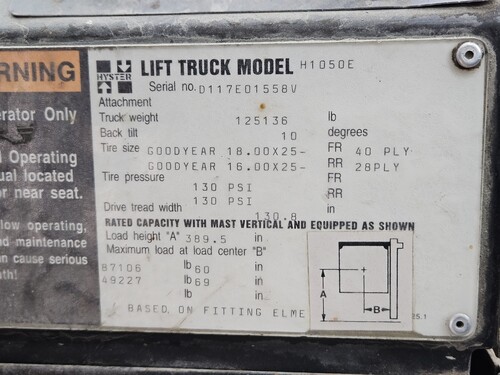 RNING
erator Only
d Operating
ual located
or near seat.
low operating,
nd maintenance
n cause serious
ath!
HYSTER
LIFT TRUCK MODEL H1050E
Serial no. D117E01558V
Attachment
Truck weight 125136 lb
Back tilt 10 degrees
Tire size GOODYEAR 18.00X25- FR 40 PLY
GOODYEAR 16.00X25- RR 28PLY
Tire pressure 130 PSI FR
130 PSI RR
Drive tread width 130.8 in
RATED CAPACITY WITH MAST VERTICAL AND EQUIPPED AS SHOWN
Load height "A" 389.5 in
Maximum load at load center "B"
87106 lb 60 in
49227 lb 69 in
lb in
BASED ON FITTING ELME
A
B